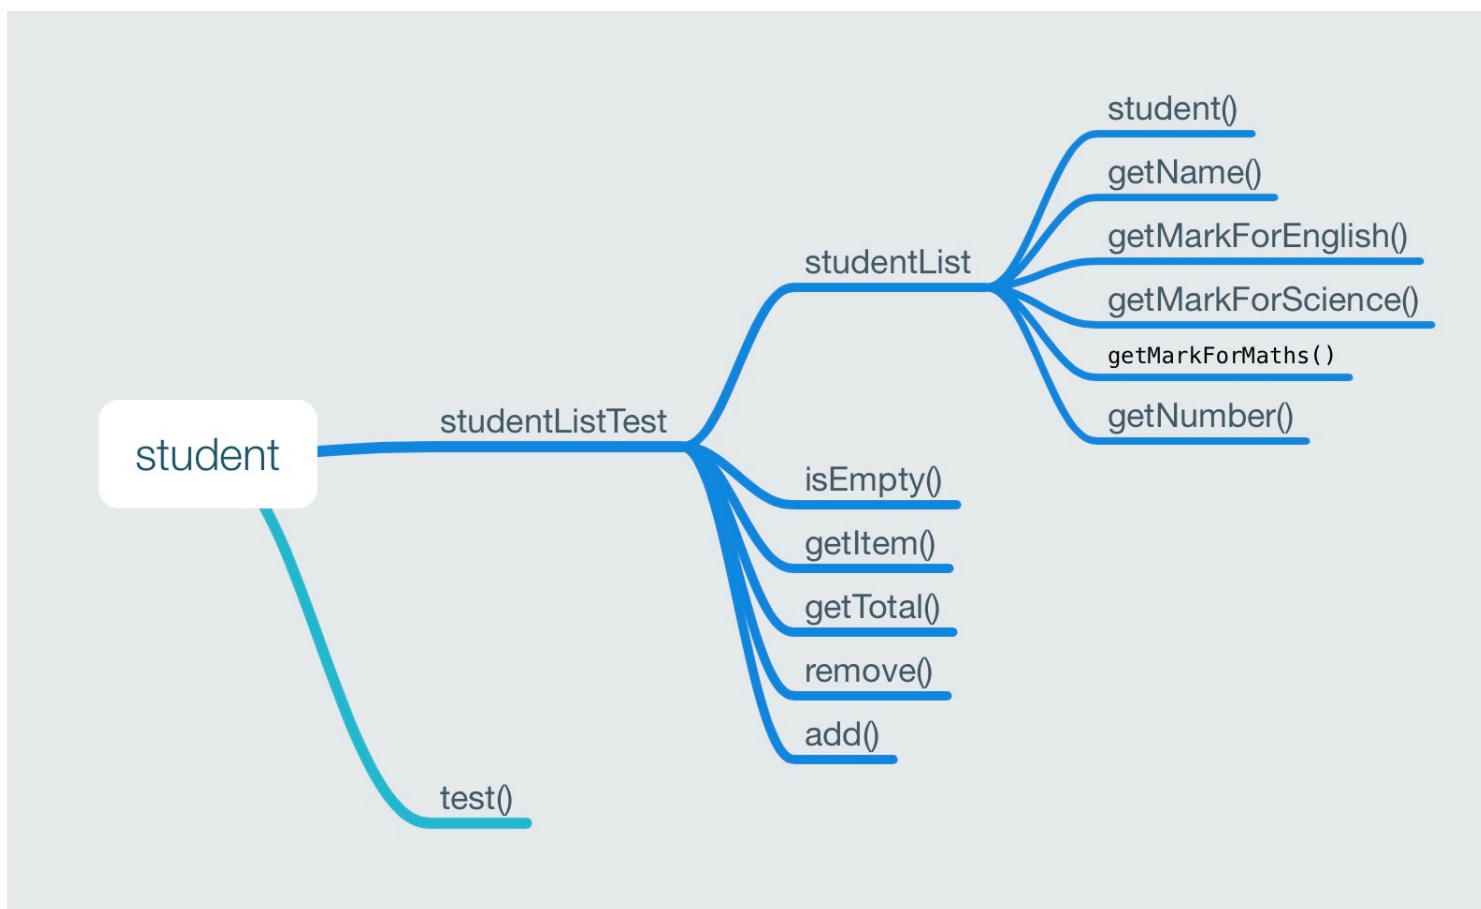 student
studentListTest
studentList
student()
getName()
getMarkForEnglish()
getMarkForScience()
getMarkForMaths()
getNumber()
isEmpty()
getItem()
getTotal()
remove()
add()
test()